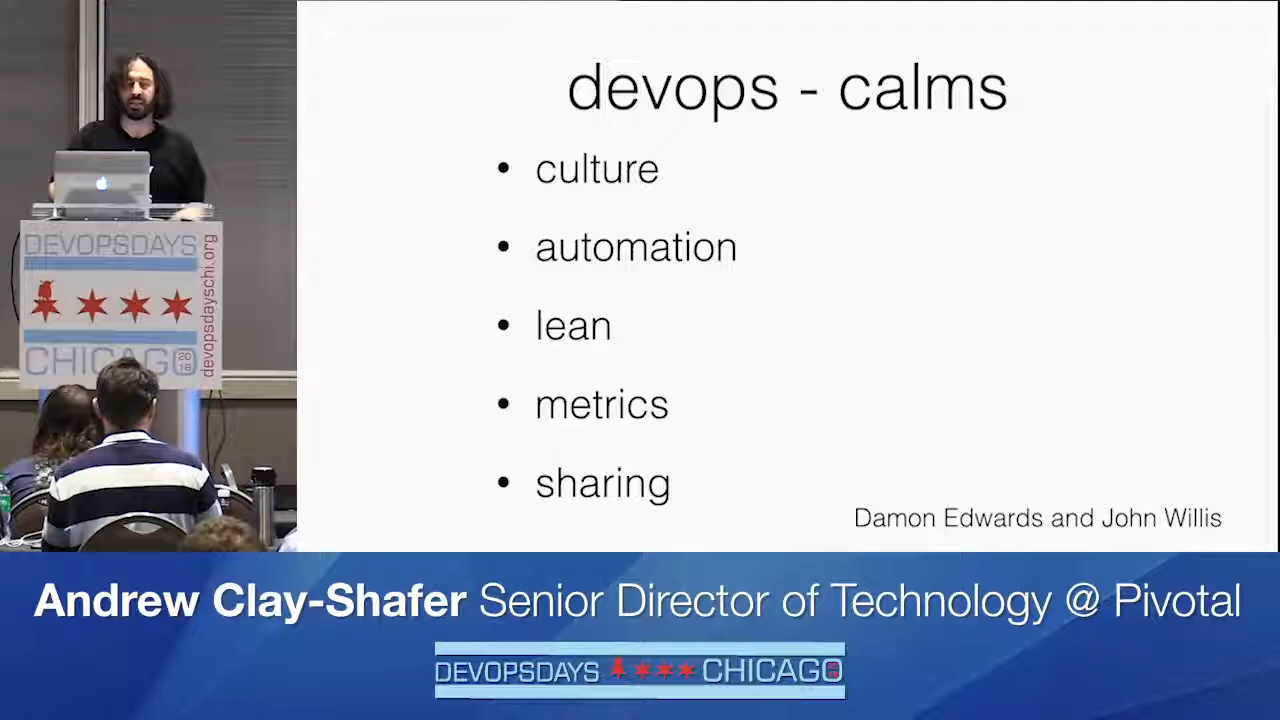 devops - calms
• culture
• automation
• lean
• metrics
• sharing
Damon Edwards and John Willis
DEVOPSDAYS
CHICAGO
2016
devopsdayschi.org
Andrew Clay-Shafer Senior Director of Technology @ Pivotal
DEVOPSDAYS CHICAGO